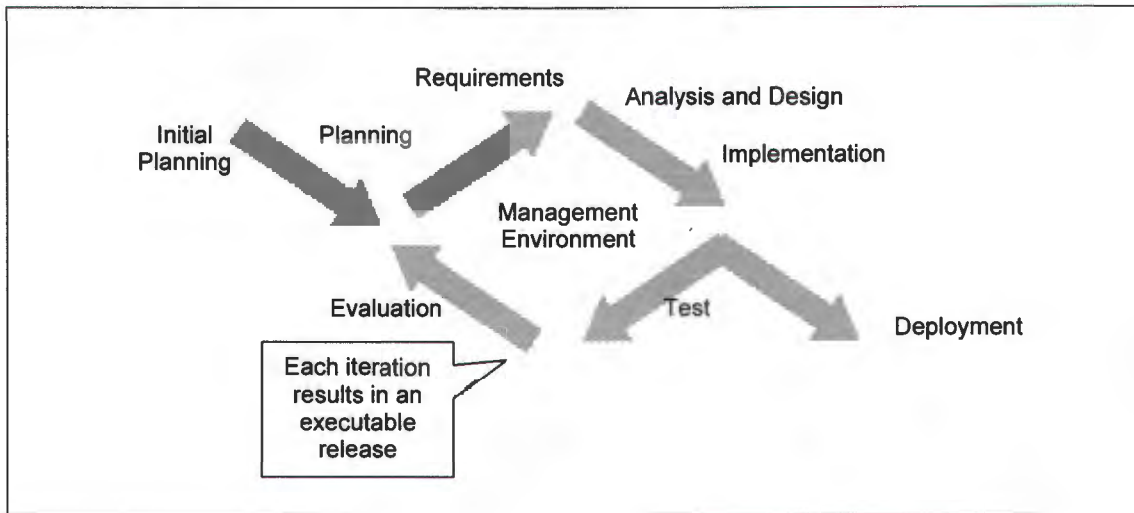 Requirements
Analysis and Design
Initial
Planning
Planning
Implementation
Management
Environment
Evaluation
Test
Deployment
Each iteration
results in an
executable
release